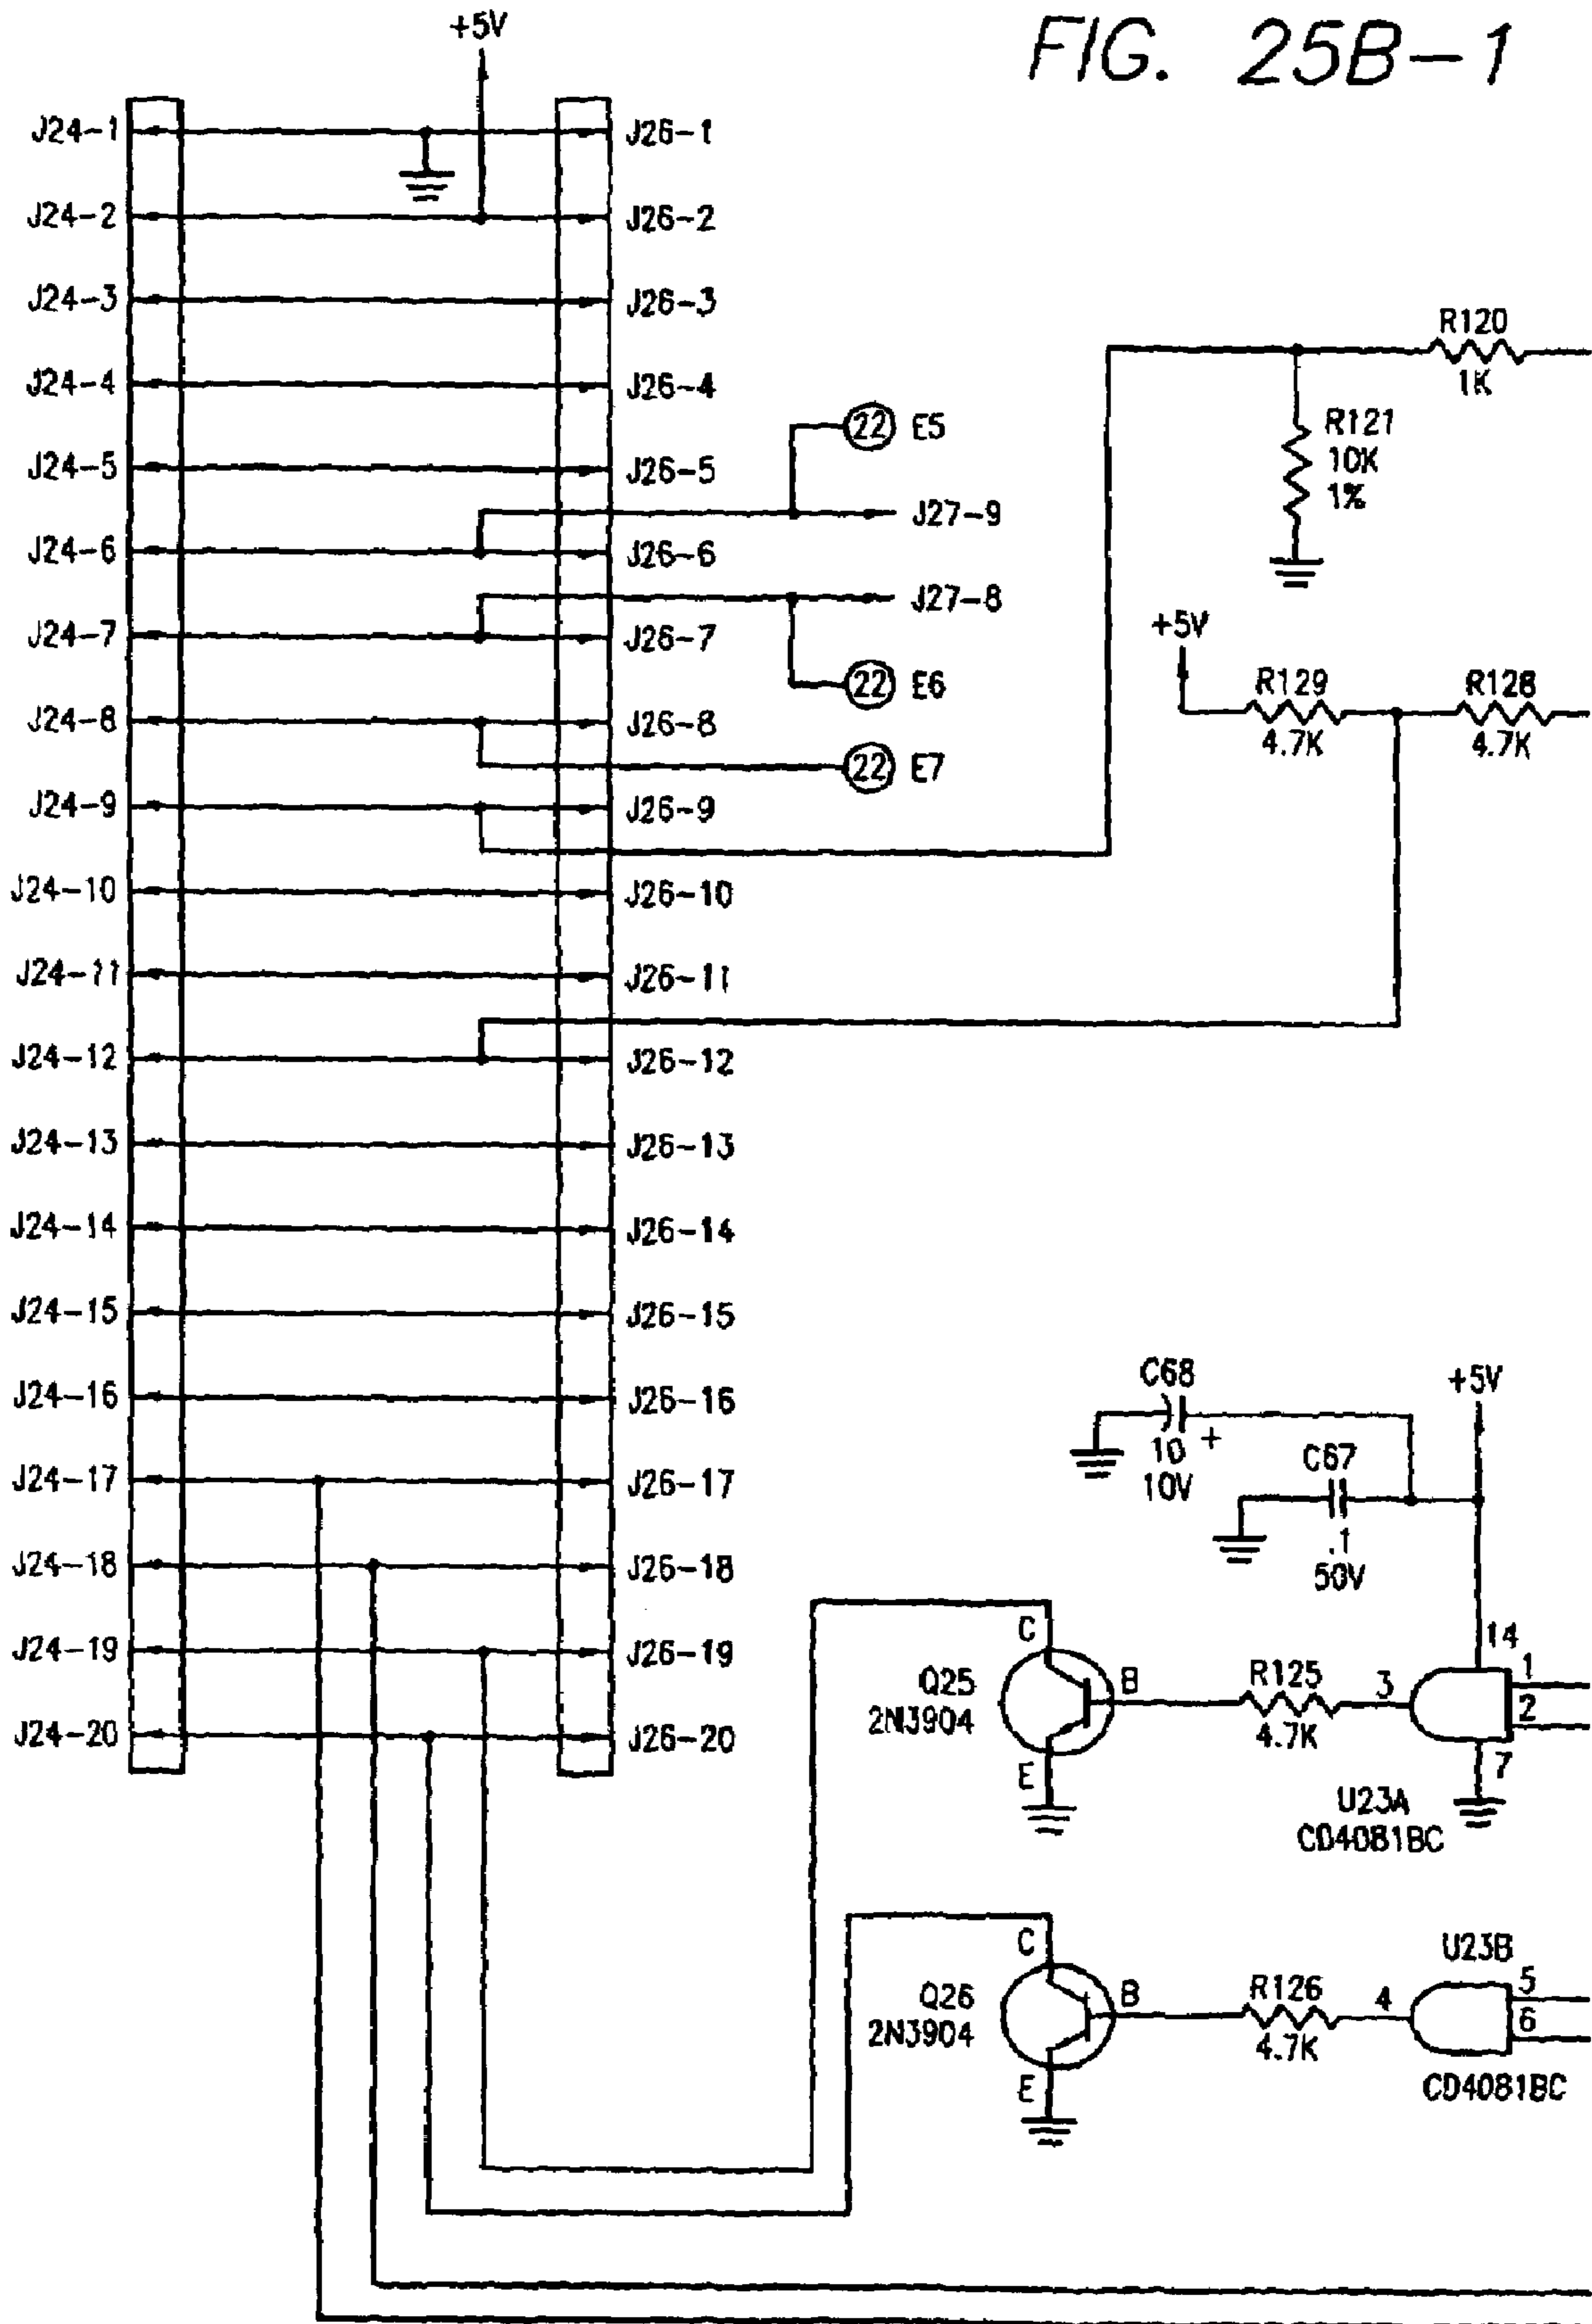 FIG. 25B-1
+5V
J24-1
J26-1
J24-2
J26-2
J24-3
J26-3
J24-4
J26-4
J24-5
J26-5
J24-6
J26-6
J24-7
J26-7
J24-8
J26-8
J24-9
J26-9
J24-10
J26-10
J24-11
J26-11
J24-12
J26-12
J24-13
J26-13
J24-14
J26-14
J24-15
J26-15
J24-16
J26-16
J24-17
J26-17
J24-18
J26-18
J24-19
J26-19
J24-20
J26-20
22 E5
J27-9
J27-8
22 E6
22 E7
R120
1K
R121
10K
1%
+5V
R129
4.7K
R128
4.7K
C68
10 +
10V
+5V
C67
.1
50V
C
Q25
2N3904
B
E
R125
4.7K
3
14
1
2
7
U23A
CD4081BC
C
Q26
2N3904
B
E
R126
4.7K
4
U23B
5
6
CD4081BC